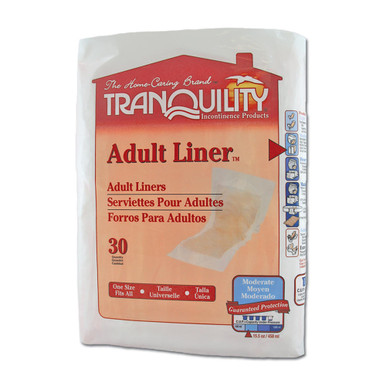 The Home-Caring Brand
TRANQUILITY
Incontinence Products
Adult Liner™
Adult Liners
Serviettes Pour Adultes
Forros Para Adultos
30
One Size
Fits All
Taille
Universelle
Talla
Única
Moderate
Moyen
Moderado
Guaranteed Protection